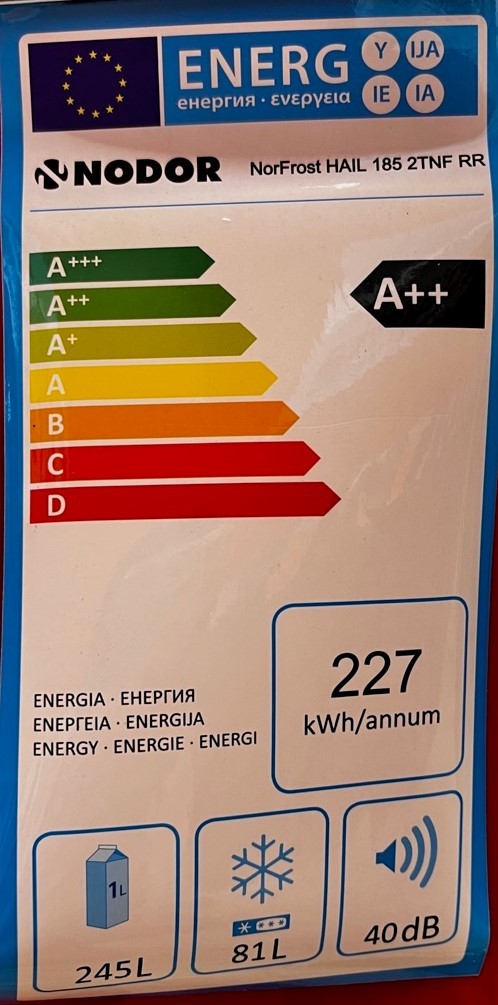 ENERG Y IJA
енергия · ενεργεια IE IA
NODOR NorFrost HAIL 185 2TNF RR
A+++
A++ A++
A+
A
B
C
D
227
kWh/annum
ENERGIA · ЕНЕРГИЯ
ΕΝΕΡΓΕΙΑ · ENERGIJA
ENERGY · ENERGIE · ENERGI
1L
245L
81L
40dB